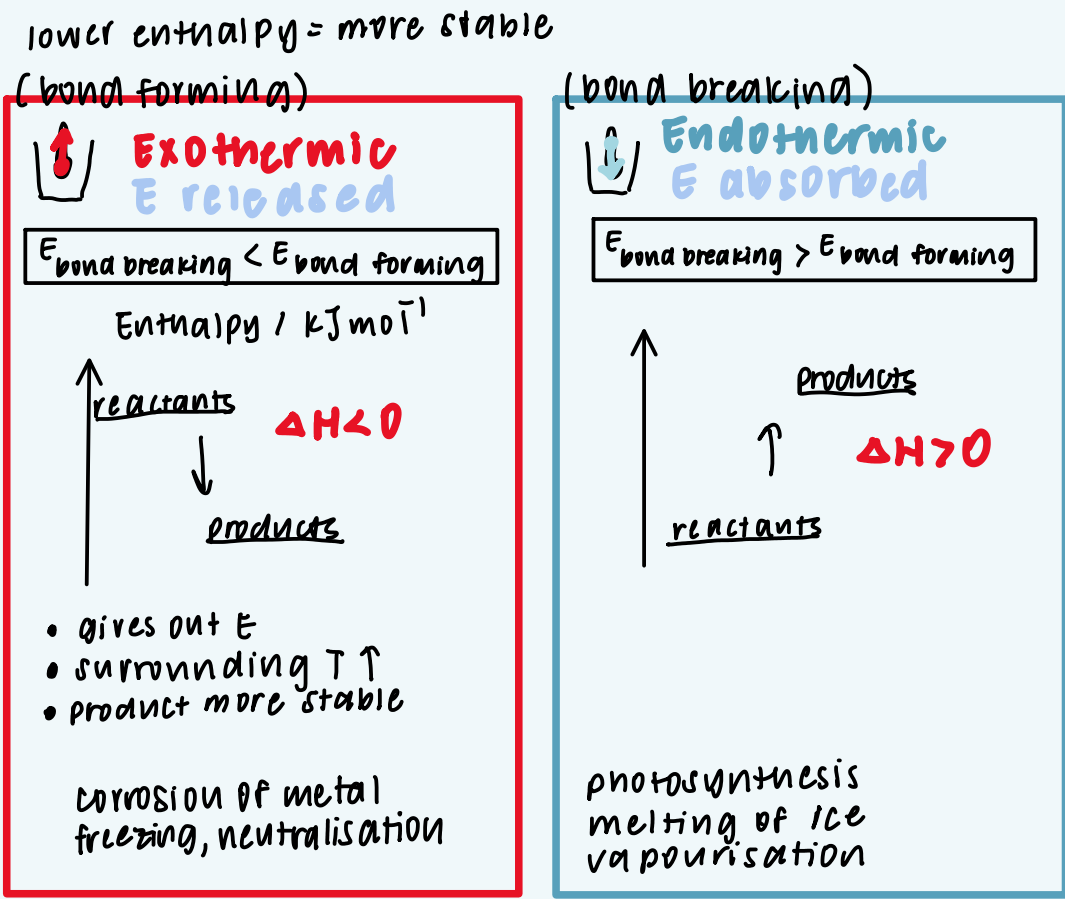 lower enthalpy = more stable
(bond forming)
Exothermic
E released
E bond breaking < E bond forming
Enthalpy / kJmol⁻¹
reactants
ΔH<0
products
• gives out E
• surrounding T ↑
• product more stable
corrosion of metal
freezing, neutralisation
(bond breaking)
Endothermic
E absorbed
E bond breaking > E bond forming
products
ΔH>0
reactants
photosynthesis
melting of ice
vapourisation